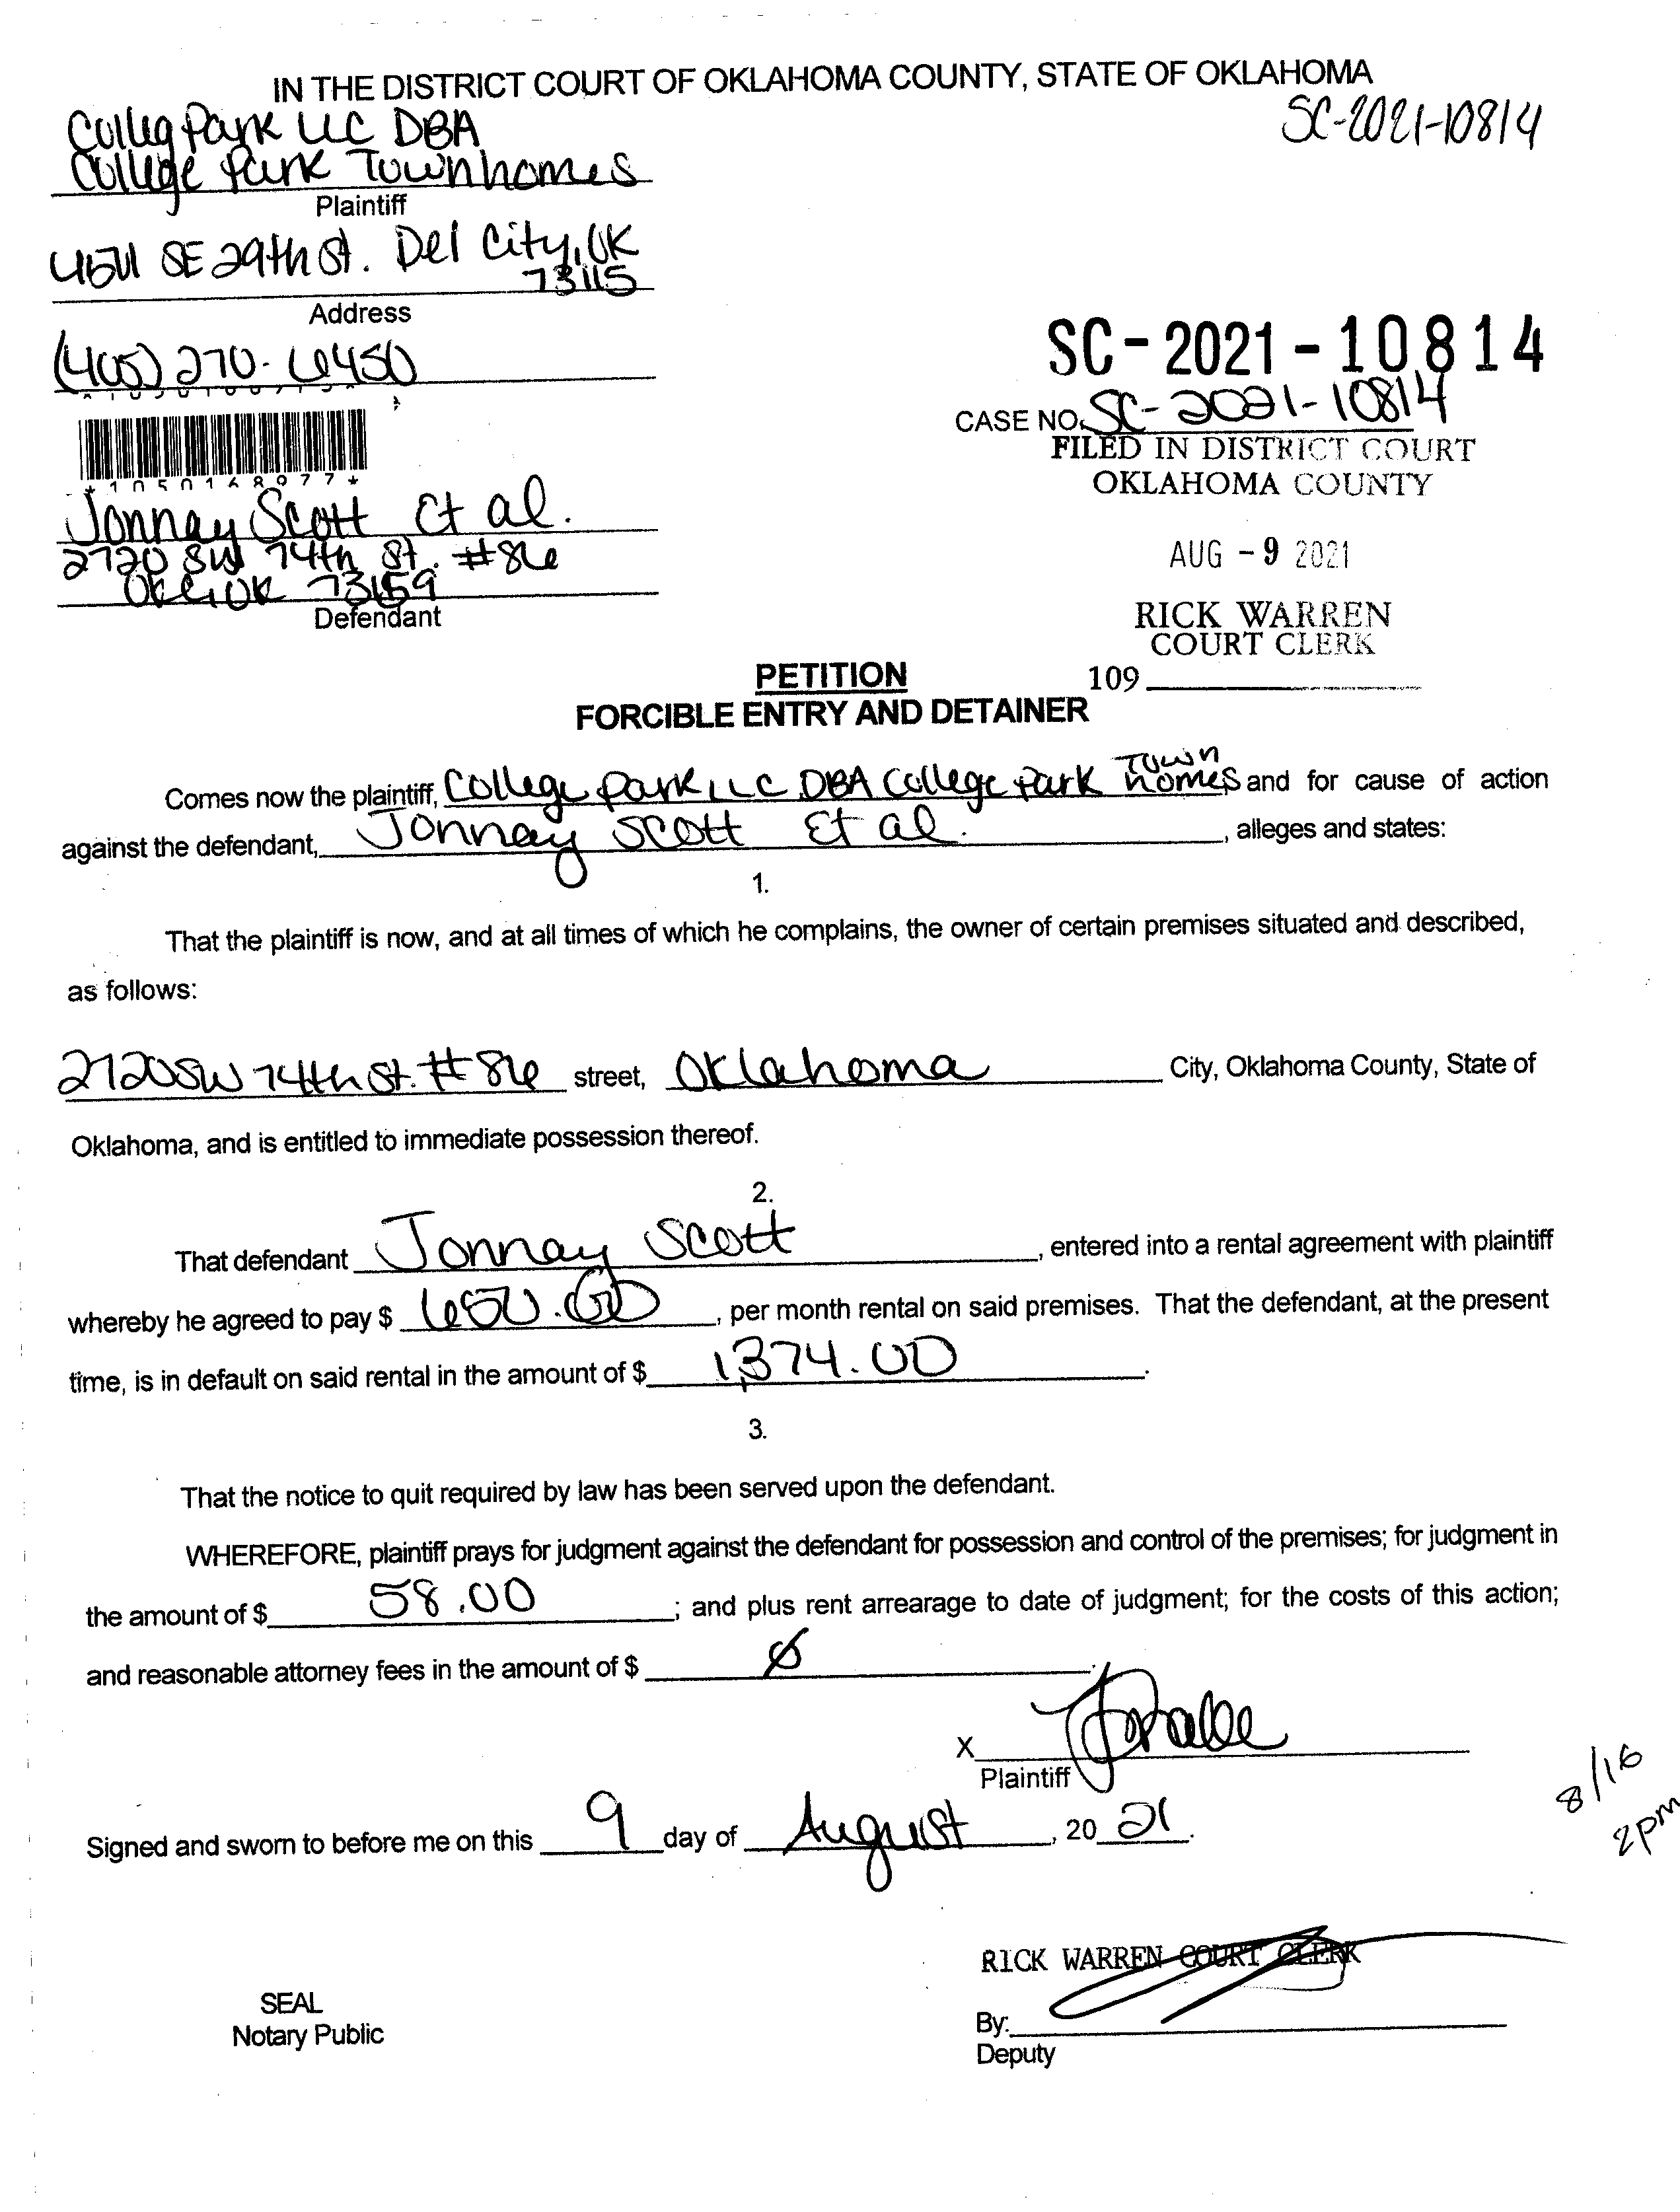 IN THE DISTRICT COURT OF OKLAHOMA COUNTY, STATE OF OKLAHOMA
SC-2021-10814
Colleg Park LLC DBA
College Park Townhomes
Plaintiff
SE 29th St. Del City, OK
73115
Address
(405) 270-6450
SC-2021-10814
CASE NO. SC-2021-10814
FILED IN DISTRICT COURT
OKLAHOMA COUNTY
AUG -9 2021
RICK WARREN
COURT CLERK
109
Jonnay Scott Et al.
2720 SW 74th St. #86
OKC, OK 73159
Defendant
PETITION
FORCIBLE ENTRY AND DETAINER
Comes now the plaintiff, College Park LLC DBA College Park Town homes and for cause of action
against the defendant, Jonnay Scott Et al. , alleges and states:
1.
That the plaintiff is now, and at all times of which he complains, the owner of certain premises situated and described,
as follows:
2720 SW 74th St. #86 street, Oklahoma City, Oklahoma County, State of
Oklahoma, and is entitled to immediate possession thereof.
2.
That defendant Jonnay Scott , entered into a rental agreement with plaintiff
whereby he agreed to pay $ 650.00 , per month rental on said premises. That the defendant, at the present
time, is in default on said rental in the amount of $ 1,374.00 .
3.
That the notice to quit required by law has been served upon the defendant.
WHEREFORE, plaintiff prays for judgment against the defendant for possession and control of the premises; for judgment in
the amount of $ 58.00 ; and plus rent arrearage to date of judgment; for the costs of this action;
and reasonable attorney fees in the amount of $ Ø .
X
Plaintiff
8/16
2pm
Signed and sworn to before me on this 9 day of August , 20 21 .
RICK WARREN COURT CLERK
SEAL
Notary Public
By:
Deputy